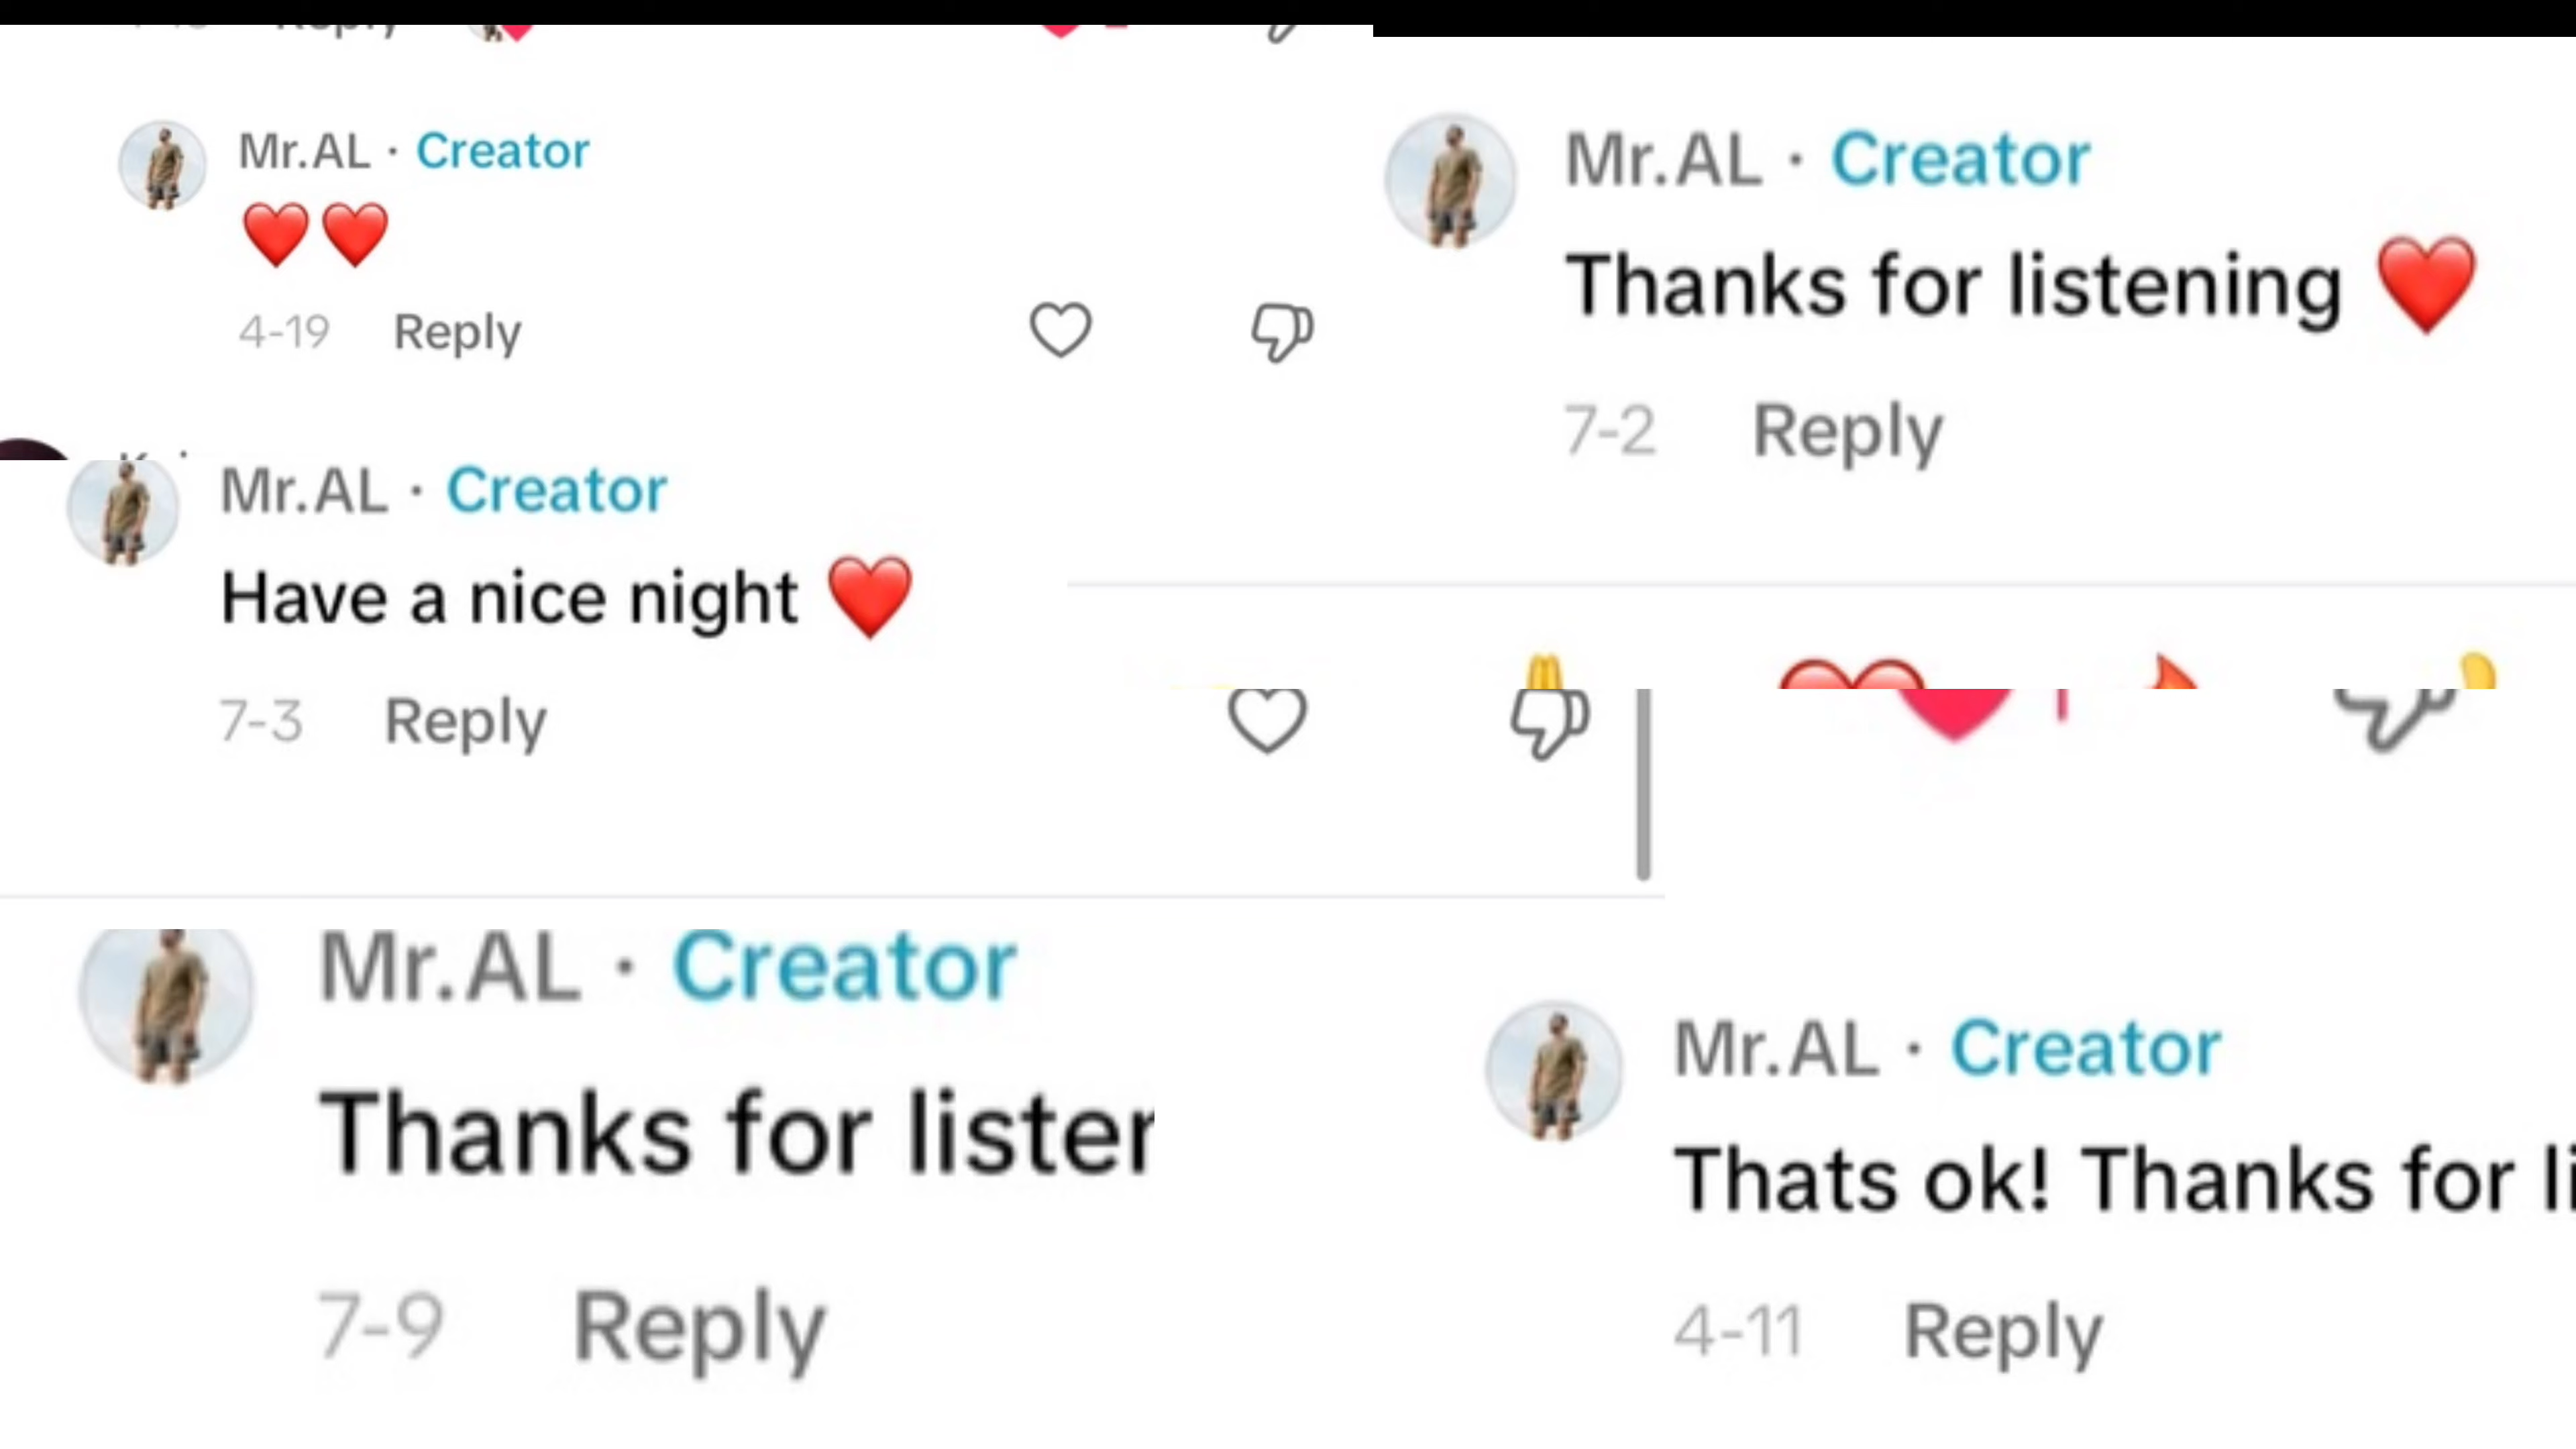 Reply
Mr.AL · Creator
❤️❤️
4-19 Reply
Mr.AL · Creator
Thanks for listening ❤️
7-2 Reply
Mr.AL · Creator
Have a nice night ❤️
7-3 Reply
Mr.AL · Creator
Thanks for lister
7-9 Reply
Mr.AL · Creator
Thats ok! Thanks for li
4-11 Reply